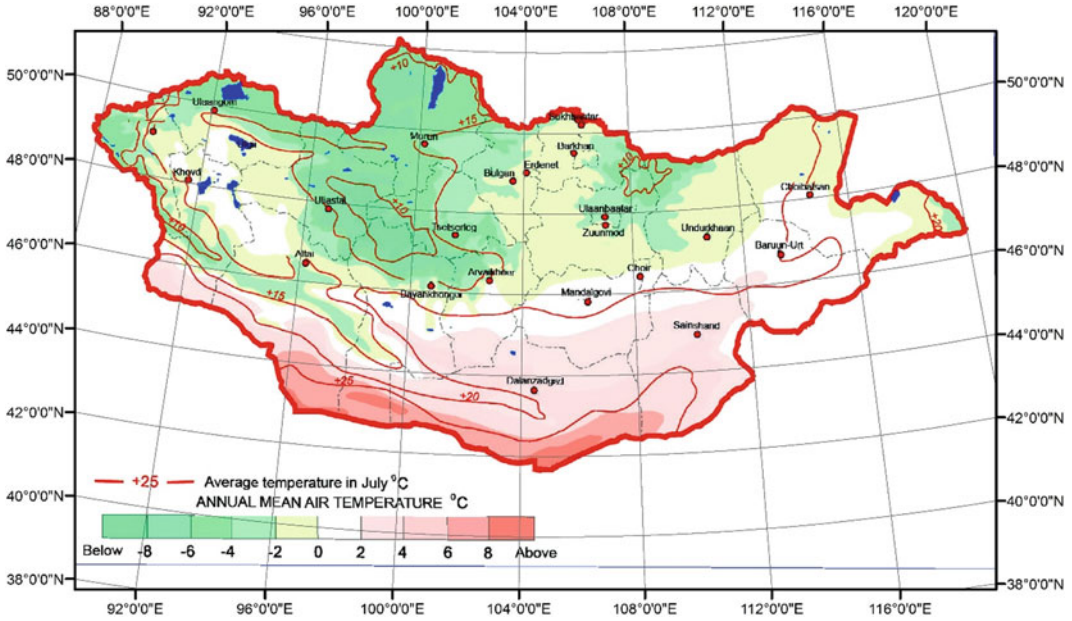 88°0'0"E 92°0'0"E 96°0'0"E 100°0'0"E 104°0'0"E 108°0'0"E 112°0'0"E 116°0'0"E 120°0'0"E
50°0'0"N
48°0'0"N
46°0'0"N
44°0'0"N
42°0'0"N
40°0'0"N
38°0'0"N
50°0'0"N
48°0'0"N
46°0'0"N
44°0'0"N
42°0'0"N
40°0'0"N
38°0'0"N
+10
Ulaangom
+15
Sukhbaatar
Muren
Darkhan
Erdenet
+10
Bulgan
Khovd
Choibalsan
Uliastai
+10
Ulaanbaatar
+20
Tsetserleg
Zuunmod
Undurkhaan
+10
Baruun-Urt
Altai
Arvaikheer
Choir
Bayankhongor
+15
Mandalgovi
Sainshand
+25
Dalanzadgad
+20
+25 Average temperature in July °C
ANNUAL MEAN AIR TEMPERATURE °C
Below -8 -6 -4 -2 0 2 4 6 8 Above
92°0'0"E 96°0'0"E 100°0'0"E 104°0'0"E 108°0'0"E 112°0'0"E 116°0'0"E